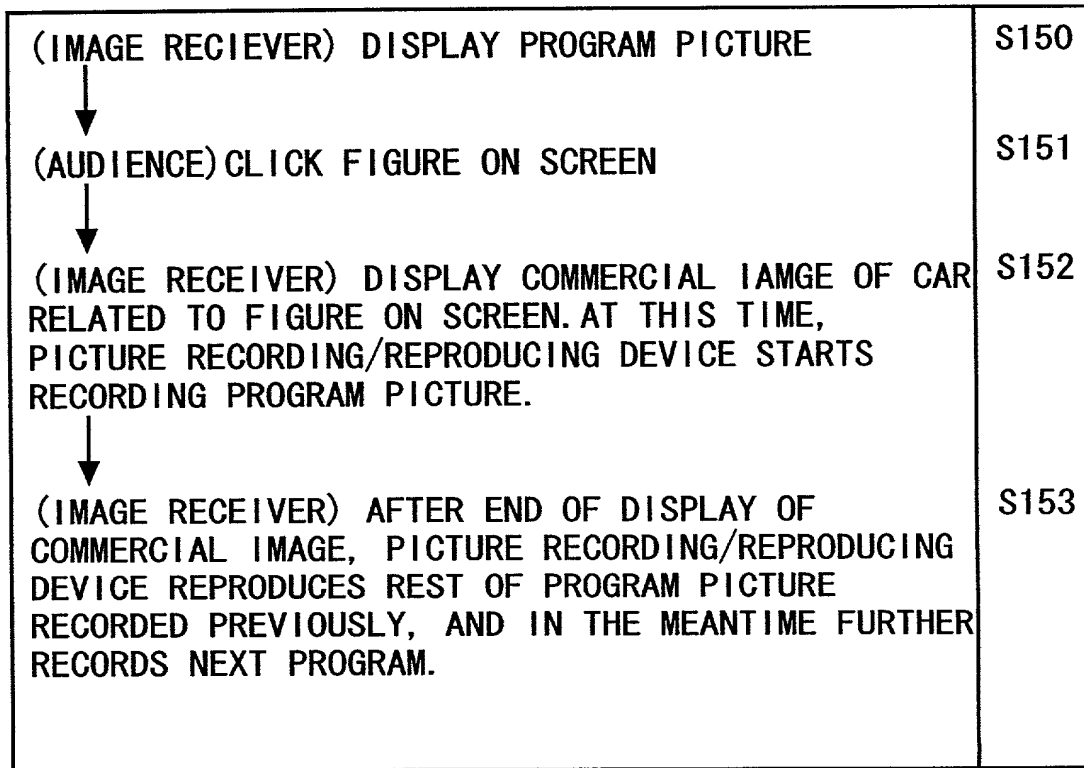 (IMAGE RECIEVER) DISPLAY PROGRAM PICTURE S150
(AUDIENCE)CLICK FIGURE ON SCREEN S151
(IMAGE RECEIVER) DISPLAY COMMERCIAL IAMGE OF CAR S152
RELATED TO FIGURE ON SCREEN. AT THIS TIME,
PICTURE RECORDING/REPRODUCING DEVICE STARTS
RECORDING PROGRAM PICTURE.
(IMAGE RECEIVER) AFTER END OF DISPLAY OF S153
COMMERCIAL IMAGE, PICTURE RECORDING/REPRODUCING
DEVICE REPRODUCES REST OF PROGRAM PICTURE
RECORDED PREVIOUSLY, AND IN THE MEANTIME FURTHER
RECORDS NEXT PROGRAM.